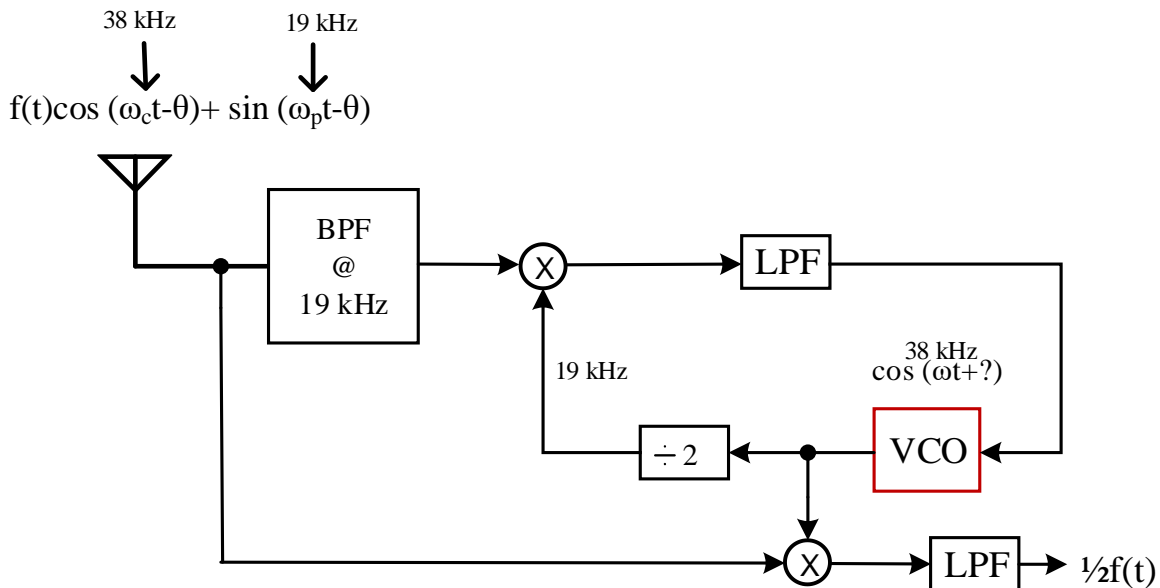 38 kHz 19 kHz
f(t)cos (ω_ct-θ)+ sin (ω_pt-θ)
BPF
@
19 kHz
X
LPF
19 kHz
38 kHz
cos (ωt+?)
÷ 2
VCO
X
LPF
½f(t)